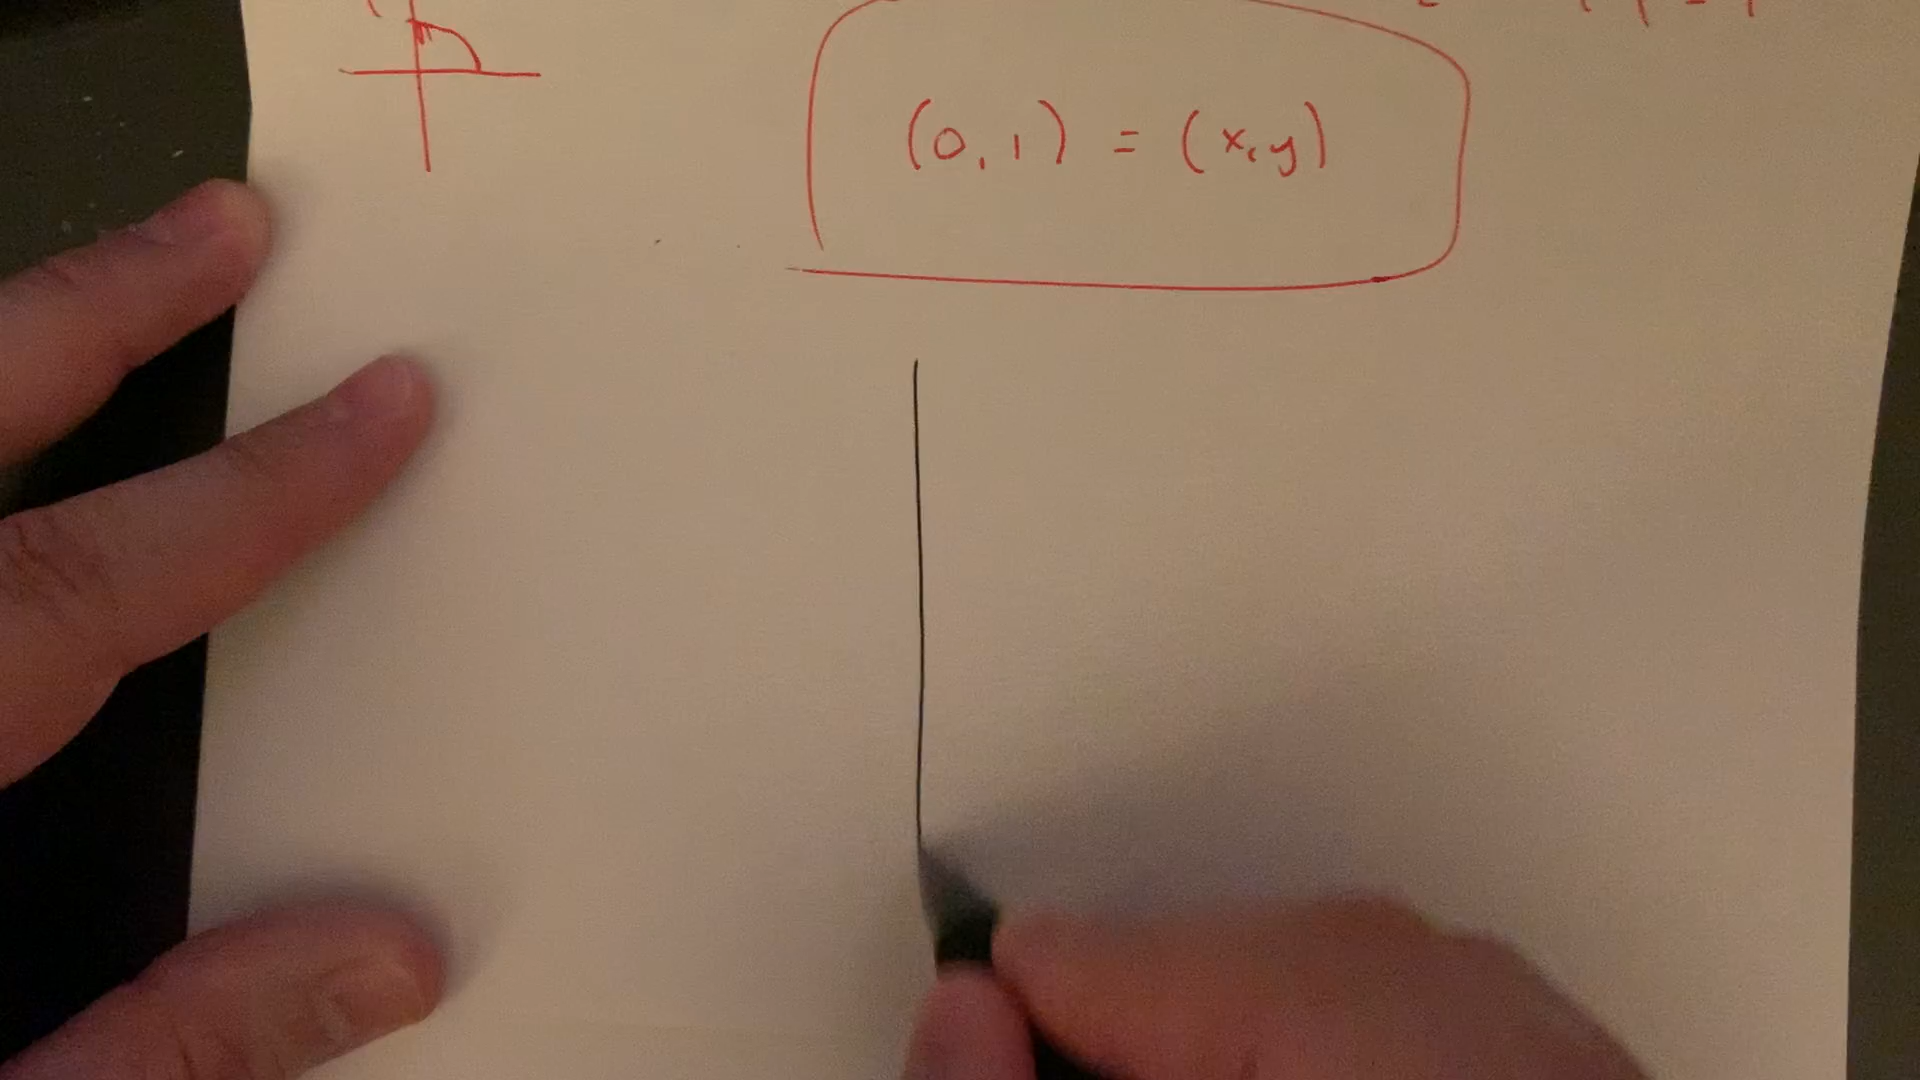 (0,1) = (x,y)